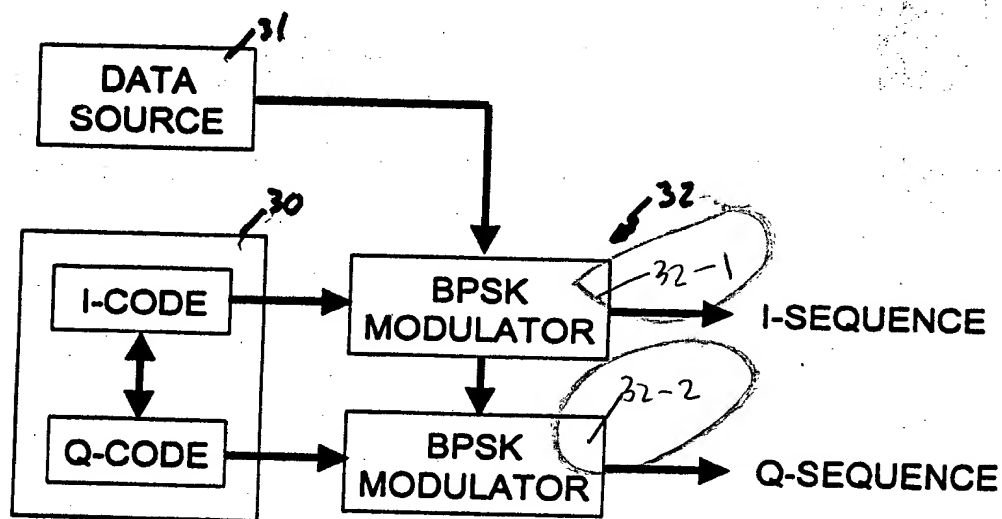 31
DATA
SOURCE
30
32
I-CODE
BPSK
MODULATOR
32-1
I-SEQUENCE
Q-CODE
BPSK
MODULATOR
32-2
Q-SEQUENCE